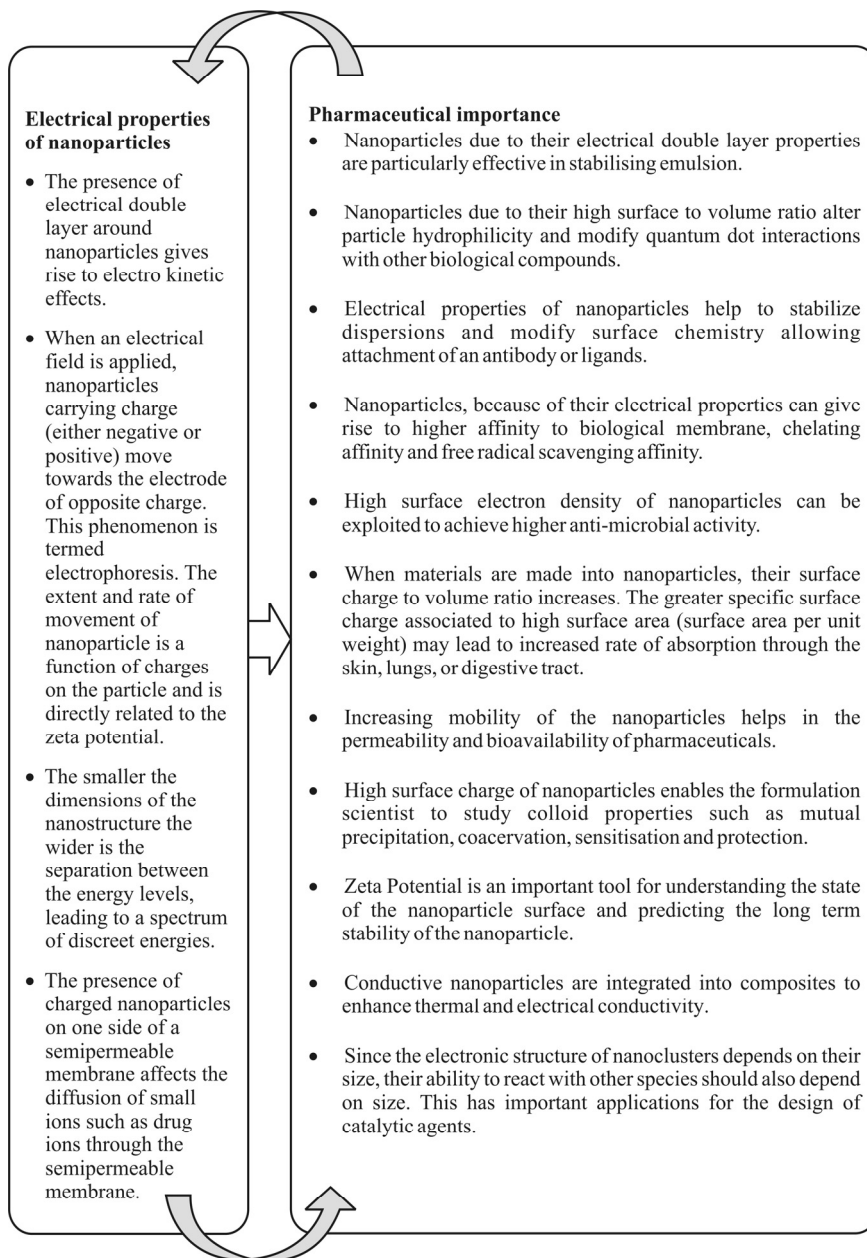 Electrical properties
of nanoparticles
• The presence of
electrical double
layer around
nanoparticles gives
rise to electro kinetic
effects.
• When an electrical
field is applied,
nanoparticles
carrying charge
(either negative or
positive) move
towards the electrode
of opposite charge.
This phenomenon is
termed
electrophoresis. The
extent and rate of
movement of
nanoparticle is a
function of charges
on the particle and is
directly related to the
zeta potential.
• The smaller the
dimensions of the
nanostructure the
wider is the
separation between
the energy levels,
leading to a spectrum
of discreet energies.
• The presence of
charged nanoparticles
on one side of a
semipermeable
membrane affects the
diffusion of small
ions such as drug
ions through the
semipermeable
membrane.
Pharmaceutical importance
• Nanoparticles due to their electrical double layer properties
are particularly effective in stabilising emulsion.
• Nanoparticles due to their high surface to volume ratio alter
particle hydrophilicity and modify quantum dot interactions
with other biological compounds.
• Electrical properties of nanoparticles help to stabilize
dispersions and modify surface chemistry allowing
attachment of an antibody or ligands.
• Nanoparticles, because of their electrical properties can give
rise to higher affinity to biological membrane, chelating
affinity and free radical scavenging affinity.
• High surface electron density of nanoparticles can be
exploited to achieve higher anti-microbial activity.
• When materials are made into nanoparticles, their surface
charge to volume ratio increases. The greater specific surface
charge associated to high surface area (surface area per unit
weight) may lead to increased rate of absorption through the
skin, lungs, or digestive tract.
• Increasing mobility of the nanoparticles helps in the
permeability and bioavailability of pharmaceuticals.
• High surface charge of nanoparticles enables the formulation
scientist to study colloid properties such as mutual
precipitation, coacervation, sensitisation and protection.
• Zeta Potential is an important tool for understanding the state
of the nanoparticle surface and predicting the long term
stability of the nanoparticle.
• Conductive nanoparticles are integrated into composites to
enhance thermal and electrical conductivity.
• Since the electronic structure of nanoclusters depends on their
size, their ability to react with other species should also depend
on size. This has important applications for the design of
catalytic agents.